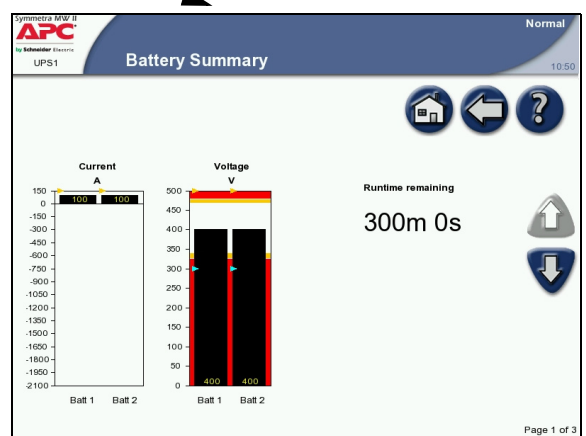 Symmetra MW II
APC
by Schneider Electric
UPS1
Battery Summary
Normal
10:50
?
Current
A
150
0
-150
-300
-450
-600
-750
-900
-1050
-1200
-1350
-1500
-1650
-1800
-1950
-2100
100 100
Batt 1 Batt 2
Voltage
V
500
450
400
350
300
250
200
150
100
50
0
400 400
Batt 1 Batt 2
Runtime remaining
300m 0s
Page 1 of 3